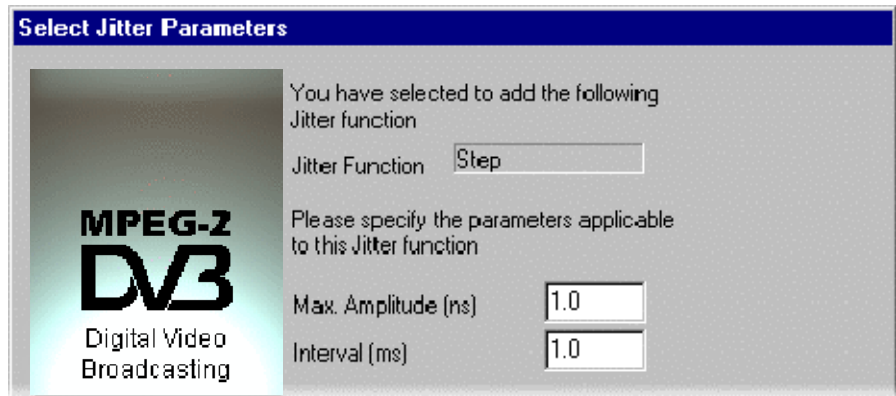 Select Jitter Parameters
You have selected to add the following
Jitter function
Jitter Function Step
Please specify the parameters applicable
to this Jitter function
Max. Amplitude (ns) 1.0
Interval (ms) 1.0
MPEG-2
DVB
Digital Video
Broadcasting